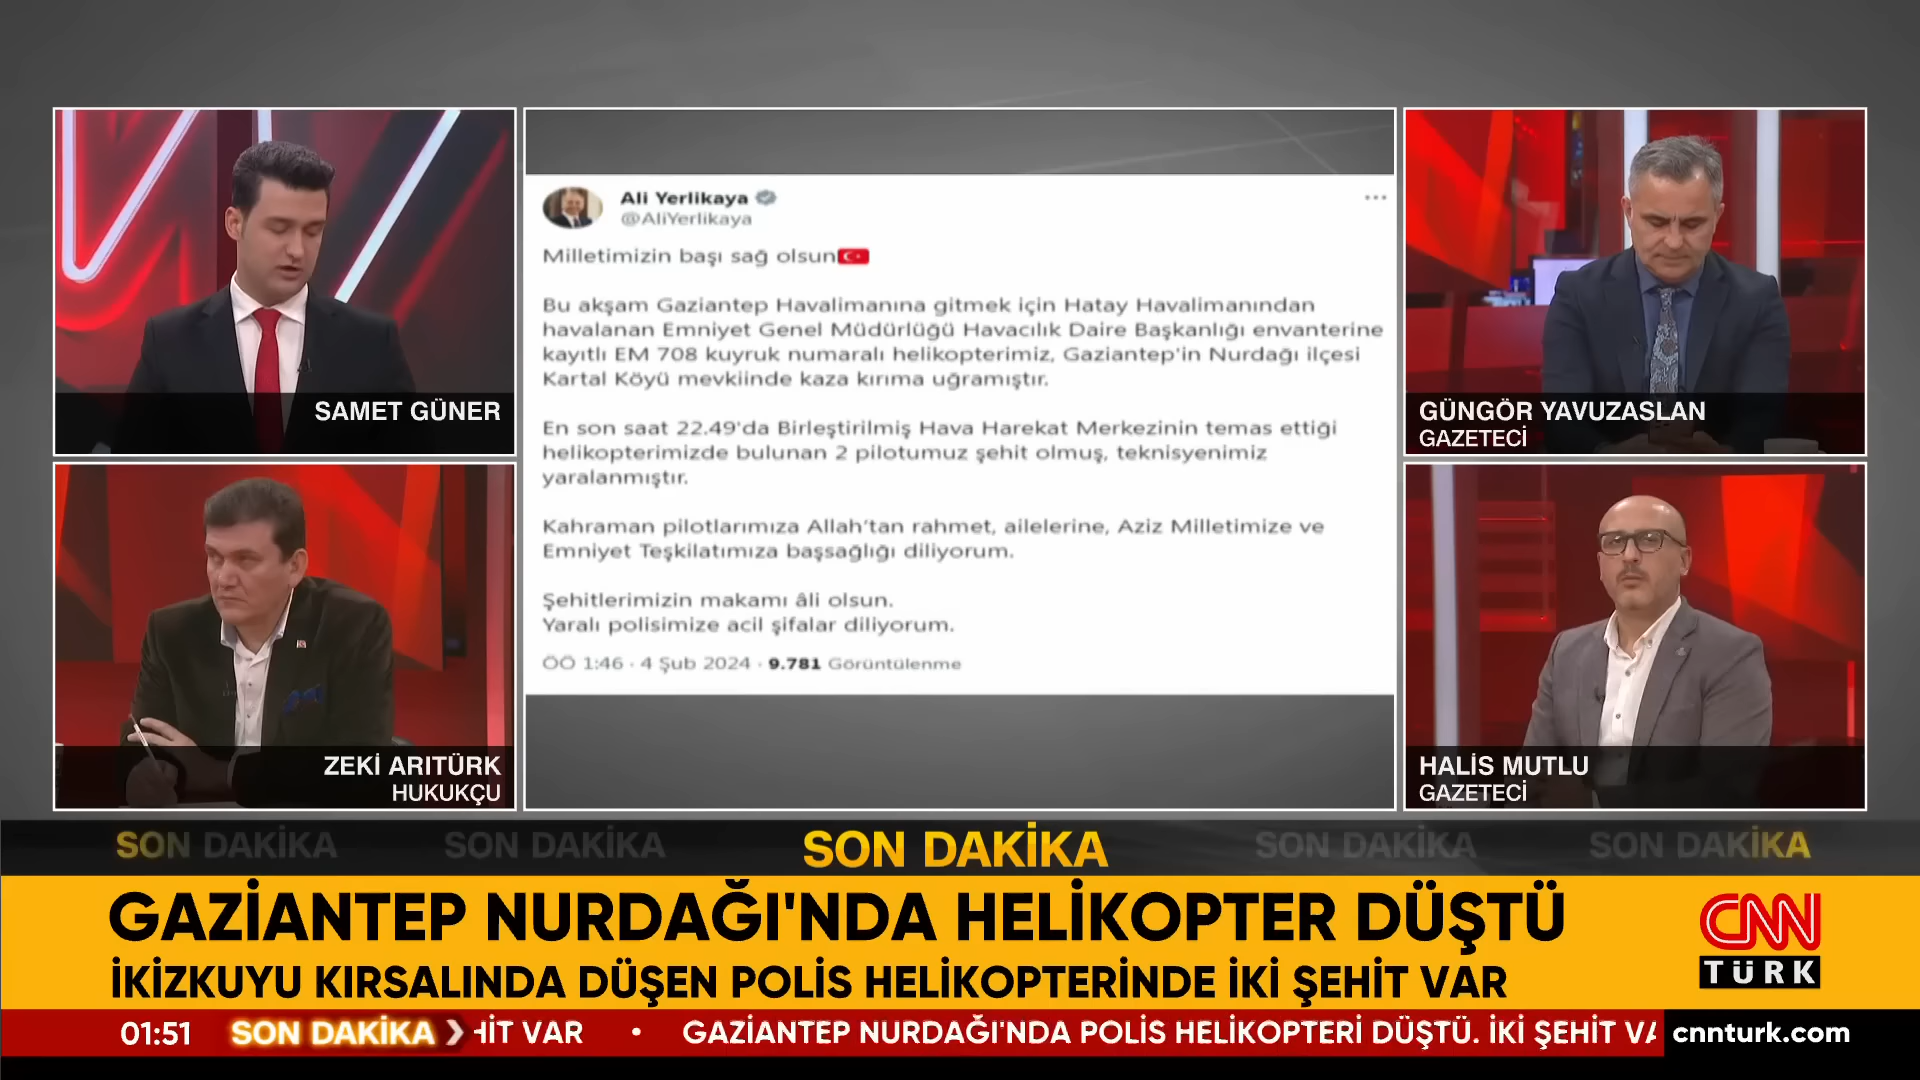 SAMET GÜNER
ZEKİ ARITÜRK
HUKUKÇU
Ali Yerlikaya
@AliYerlikaya
Milletimizin başı sağ olsun🇹🇷
Bu akşam Gaziantep Havalimanına gitmek için Hatay Havalimanından
havalanan Emniyet Genel Müdürlüğü Havacılık Daire Başkanlığı envanterine
kayıtlı EM 708 kuyruk numaralı helikopterimiz, Gaziantep'in Nurdağı ilçesi
Kartal Köyü mevkiinde kaza kırıma uğramıştır.
En son saat 22.49'da Birleştirilmiş Hava Harekat Merkezinin temas ettiği
helikopterimizde bulunan 2 pilotumuz şehit olmuş, teknisyenimiz
yaralanmıştır.
Kahraman pilotlarımıza Allah'tan rahmet, ailelerine, Aziz Milletimize ve
Emniyet Teşkilatımıza başsağlığı diliyorum.
Şehitlerimizin makamı âli olsun.
Yaralı polisimize acil şifalar diliyorum.
ÖÖ 1:46 · 4 Şub 2024 · 9.781 Görüntülenme
GÜNGÖR YAVUZASLAN
GAZETECİ
HALİS MUTLU
GAZETECİ
SON DAKİKA SON DAKİKA SON DAKİKA SON DAKİKA SON DAKİKA
GAZİANTEP NURDAĞI'NDA HELİKOPTER DÜŞTÜ
İKİZKUYU KIRSALINDA DÜŞEN POLİS HELİKOPTERİNDE İKİ ŞEHİT VAR
CNN
TÜRK
01:51 SON DAKİKA HİT VAR • GAZİANTEP NURDAĞI'NDA POLİS HELİKOPTERİ DÜŞTÜ. İKİ ŞEHİT VA cnnturk.com